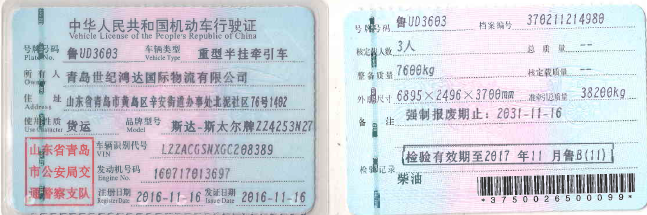 中华人民共和国机动车行驶证
Vehicle License of the People's Republic of China
号牌号码 鲁UD3603 车辆类型 重型半挂牵引车
Plate No. Vehicle Type
所有人 青岛世纪鸿达国际物流有限公司
Owner
住址 山东省青岛市黄岛区辛安街道办事处北泥社区76号1402
Address
使用性质 货运 品牌型号 斯达-斯太尔牌ZZ4253N27
Use Character Model
山东省青岛 车辆识别代号 LZZACGSNXGC208389
VIN
市公安局交 发动机号码 160717013697
Engine No.
通警察支队 注册日期 2016-11-16 发证日期 2016-11-16
Register Date Issue Date
号牌号码 鲁UD3603 档案编号 370211214980
核定载人数 3人 总质量 --
整备质量 7600kg 核定载质量 --
外廓尺寸 6895×2496×3700mm 准牵引总质量 38200kg
备注 强制报废期止：2031-11-16
检验有效期至2017年11月鲁B(11)
检验记录
柴油
*3700265000099*